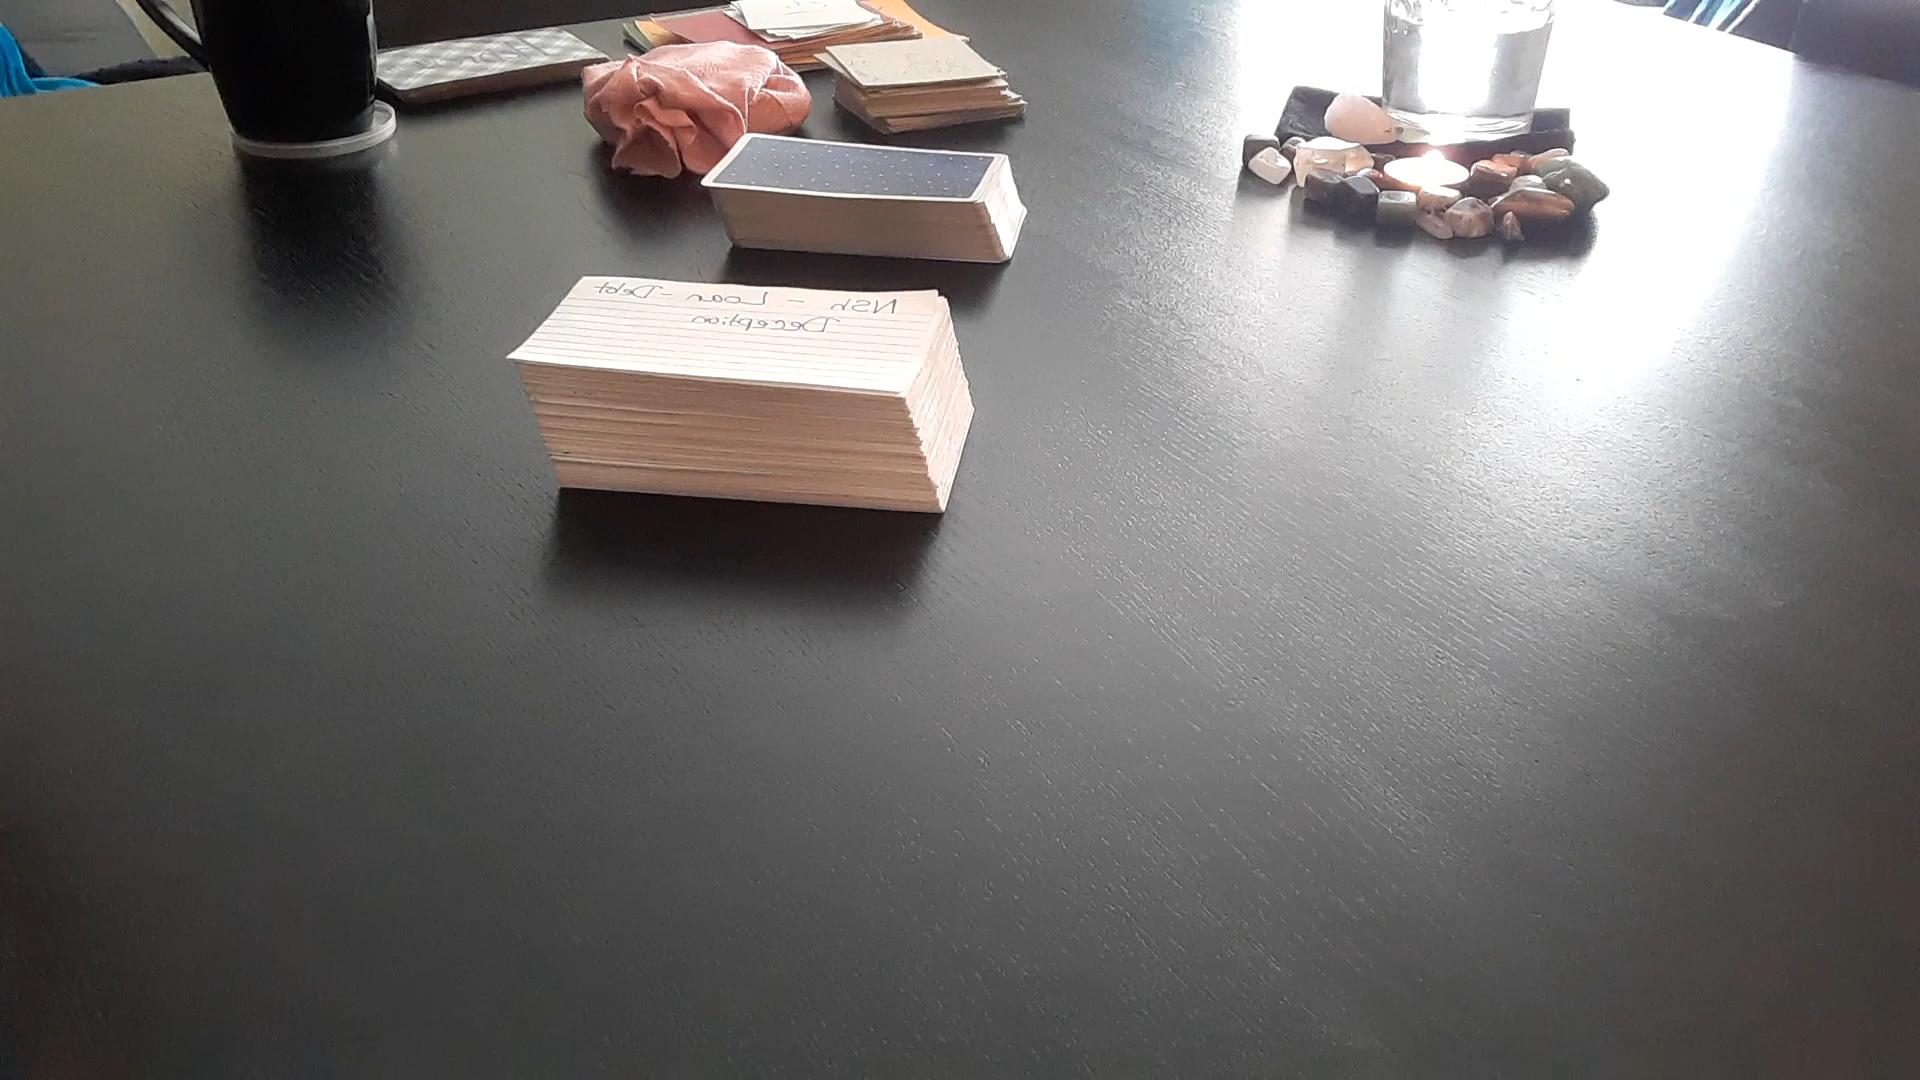 NSh - Loan - Debt
Deception